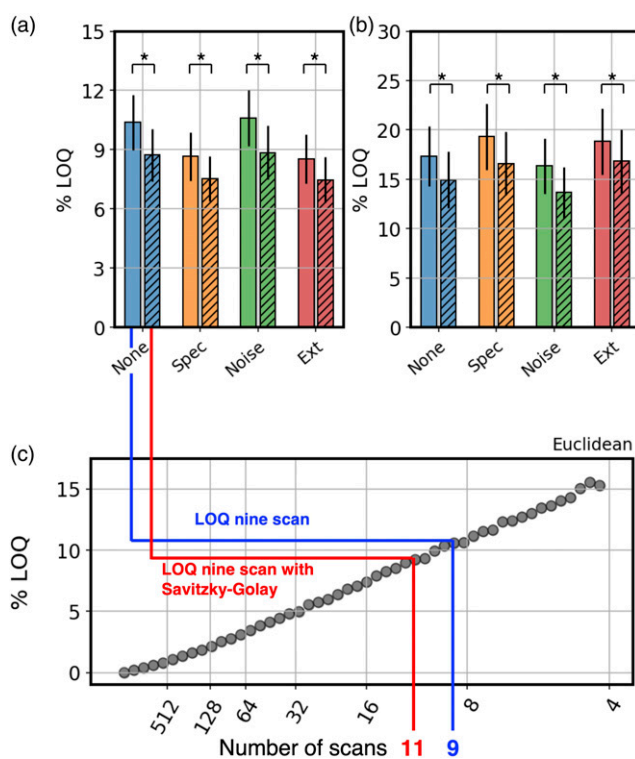 (a)
(b)
15
12
9
6
3
0
% LOQ
* * * *
None Spec Noise Ext
30
25
20
15
10
5
0
% LOQ
* * * *
None Spec Noise Ext
(c)
Euclidean
15
10
5
0
% LOQ
LOQ nine scan
LOQ nine scan with
Savitzky-Golay
512 128 64 32 16 8 4
Number of scans 11 9